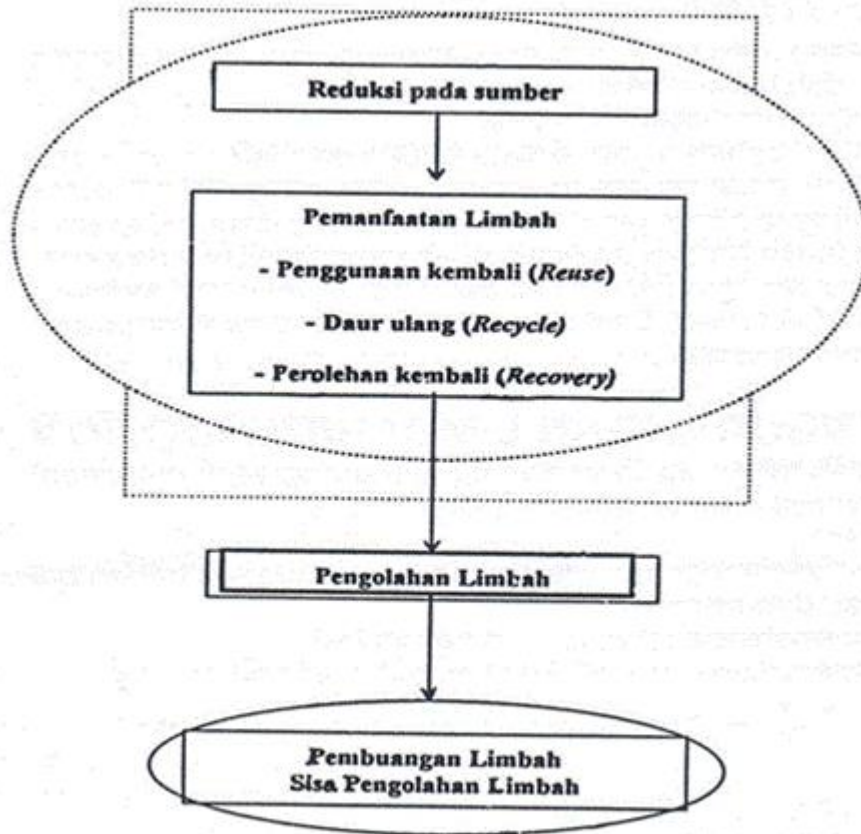 Reduksi pada sumber
Pemanfaatan Limbah
- Penggunaan kembali (Reuse)
- Daur ulang (Recycle)
- Perolehan kembali (Recovery)
Pengolahan Limbah
Pembuangan Limbah
Sisa Pengolahan Limbah